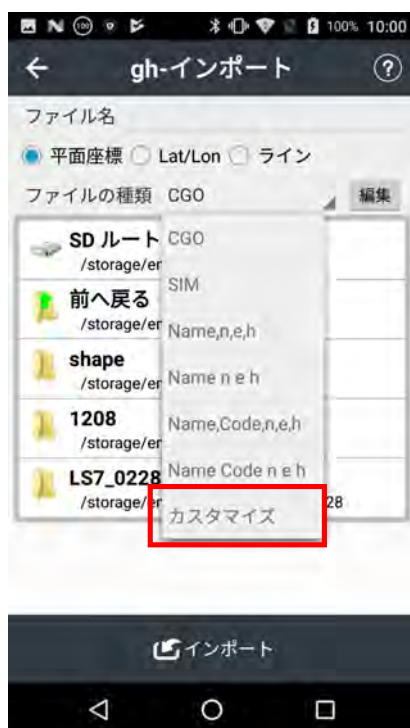 100 100% 10:00
gh-インポート ?
ファイル名
平面座標 Lat/Lon ライン
ファイルの種類 CGO 編集
SD ルート CGO
/storage/er
SIM
前へ戻る
/storage/er Name,n,e,h
shape
/storage/er Name n e h
1208 Name,Code,n,e,h
/storage/er
LS7_0228 Name Code n e h
/storage/er 28
カスタマイズ
インポート